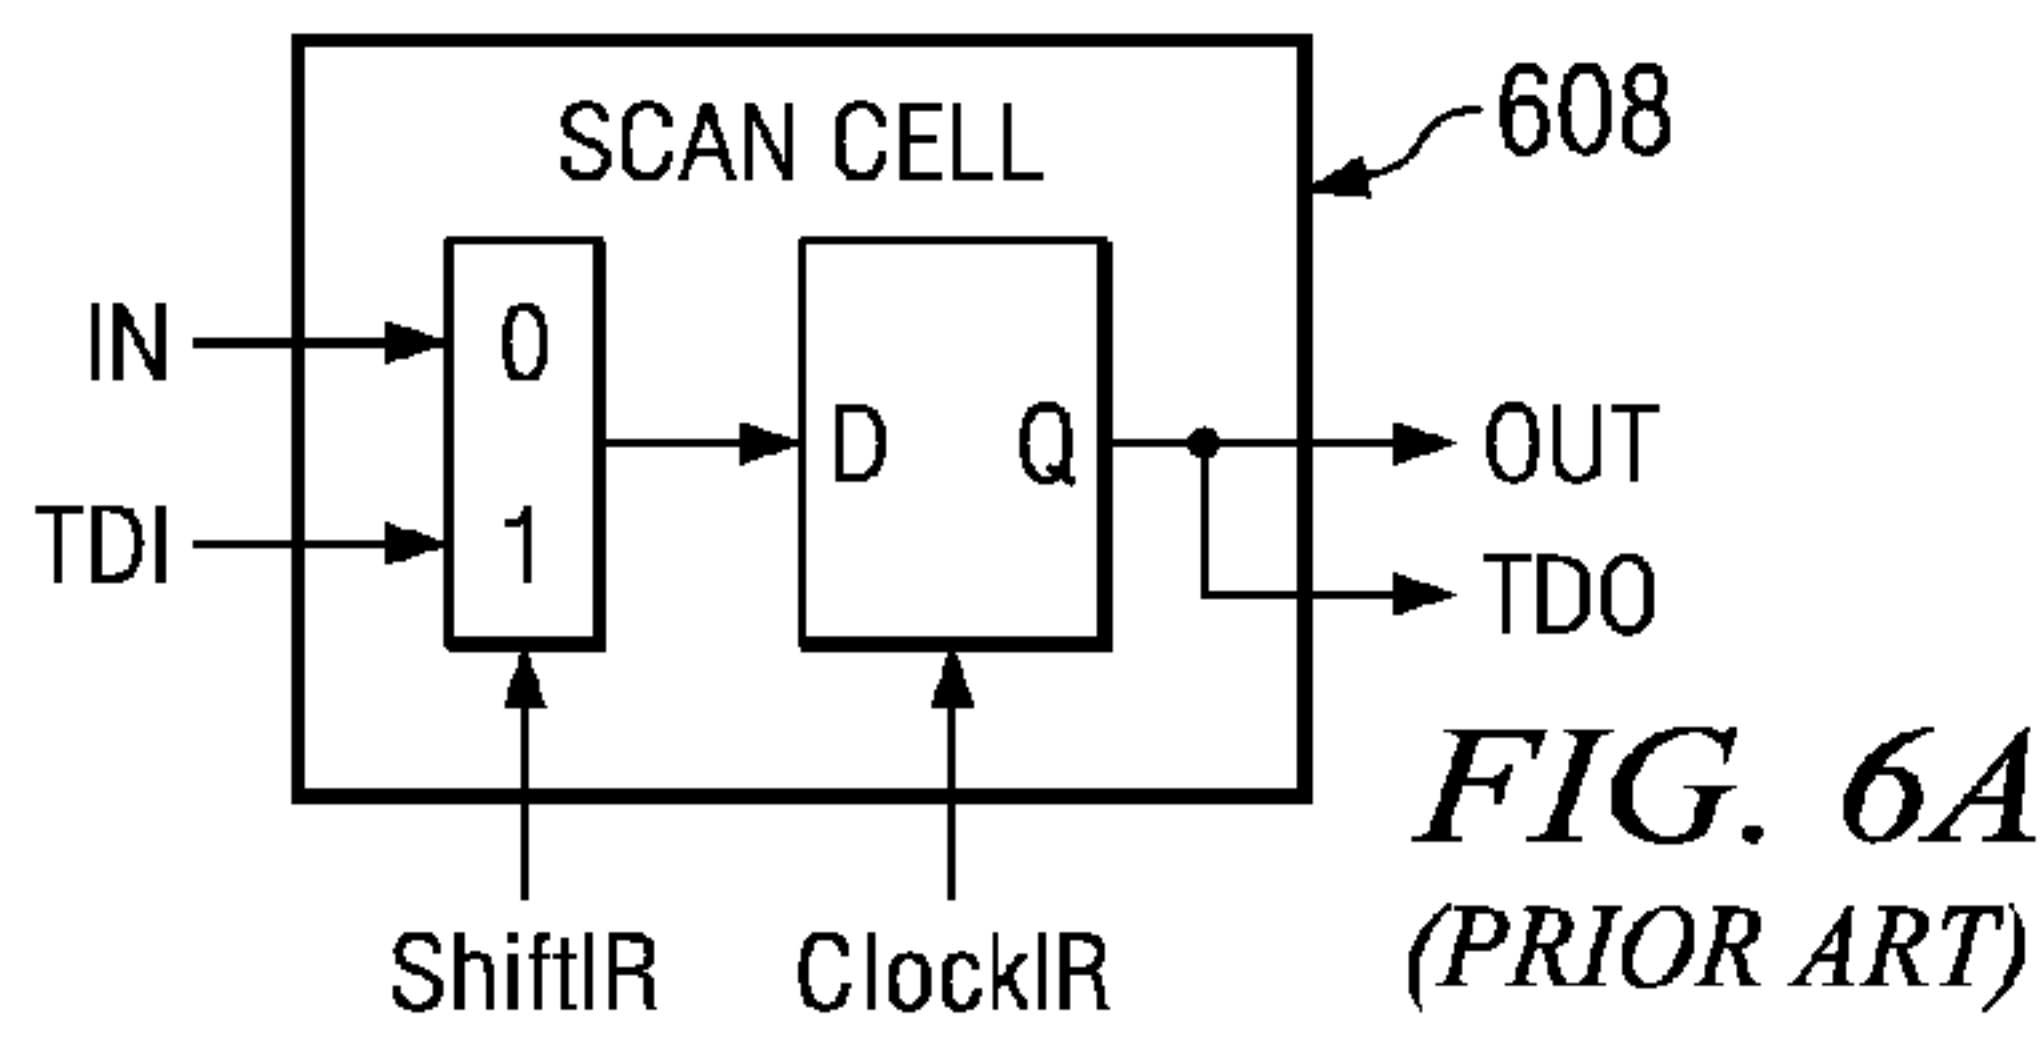 SCAN CELL
608
IN
0
TDI
1
D
Q
OUT
TDO
ShiftIR
ClockIR
FIG. 6A
(PRIOR ART)